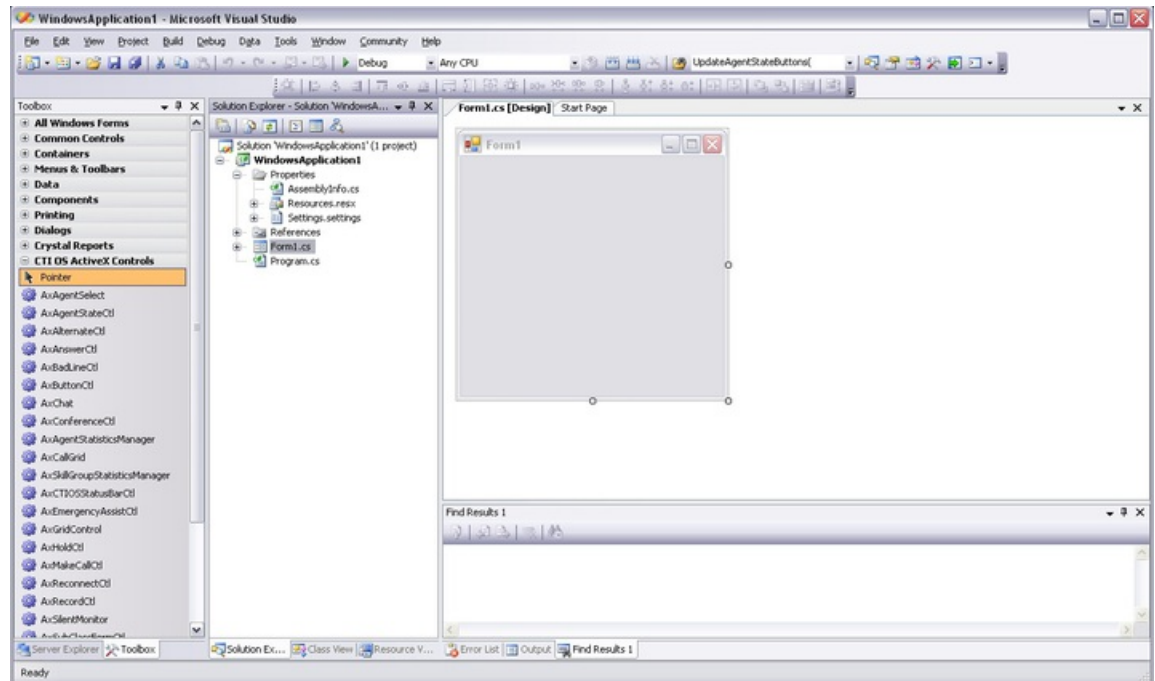 WindowsApplication1 - Microsoft Visual Studio
File Edit View Project Build Debug Data Tools Window Community Help
Debug Any CPU UpdateAgentStateButtons(
Toolbox
All Windows Forms
Common Controls
Containers
Menus & Toolbars
Data
Components
Printing
Dialogs
Crystal Reports
CTI OS ActiveX Controls
Pointer
AxAgentSelect
AxAgentStateCtl
AxAlternateCtl
AxAnswerCtl
AxBadLineCtl
AxButtonCtl
AxChat
AxConferenceCtl
AxAgentStatisticsManager
AxCallGrid
AxSkillGroupStatisticsManager
AxCTIOSStatusBarCtl
AxEmergencyAssistCtl
AxGridControl
AxHoldCtl
AxMakeCallCtl
AxReconnectCtl
AxRecordCtl
AxSilentMonitor
Server Explorer Toolbox
Solution Explorer - Solution 'WindowsA...
Solution 'WindowsApplication1' (1 project)
WindowsApplication1
Properties
AssemblyInfo.cs
Resources.resx
Settings.settings
References
Form1.cs
Program.cs
Solution Ex... Class View Resource V...
Form1.cs [Design] Start Page
Form1
Find Results 1
Error List Output Find Results 1
Ready